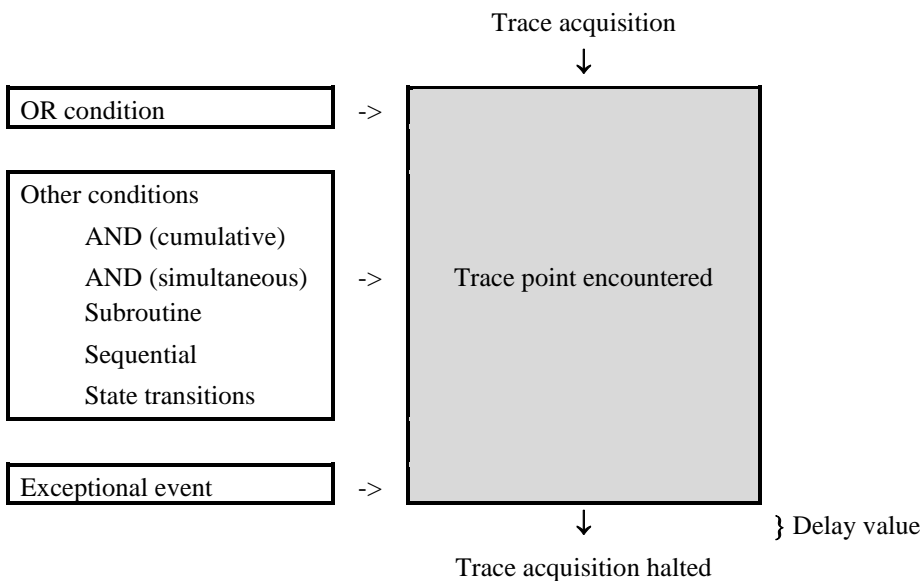 Trace acquisition
↓
OR condition ->
Other conditions
AND (cumulative)
AND (simultaneous) -> Trace point encountered
Subroutine
Sequential
State transitions
Exceptional event ->
↓ } Delay value
Trace acquisition halted